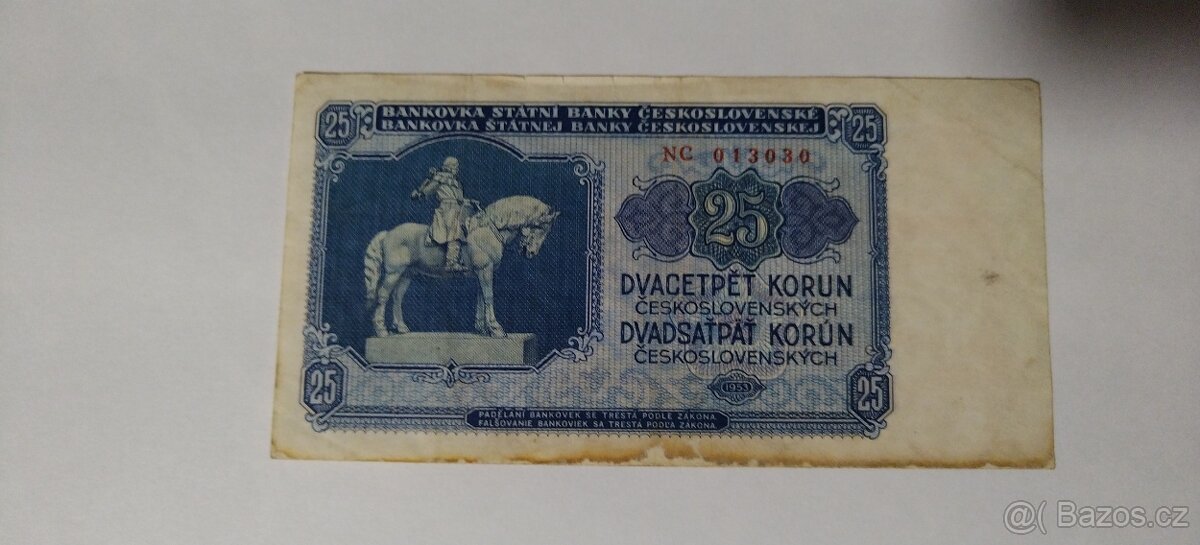 BANKOVKA STÁTNÍ BANKY ČESKOSLOVENSKÉ
BANKOVKA ŠTÁTNEJ BANKY ČESKOSLOVENSKEJ
25
25
NC 013030
25
DVACETPĚT KORUN
ČESKOSLOVENSKÝCH
DVADSAŤPÄŤ KORÚN
ČESKOSLOVENSKÝCH
25
1953
25
PADĚLÁNÍ BANKOVEK SE TRESTÁ PODLE ZÁKONA.
FALŠOVANIE BANKOVIEK SA TRESTÁ PODĽA ZÁKONA.
@( Bazos.cz